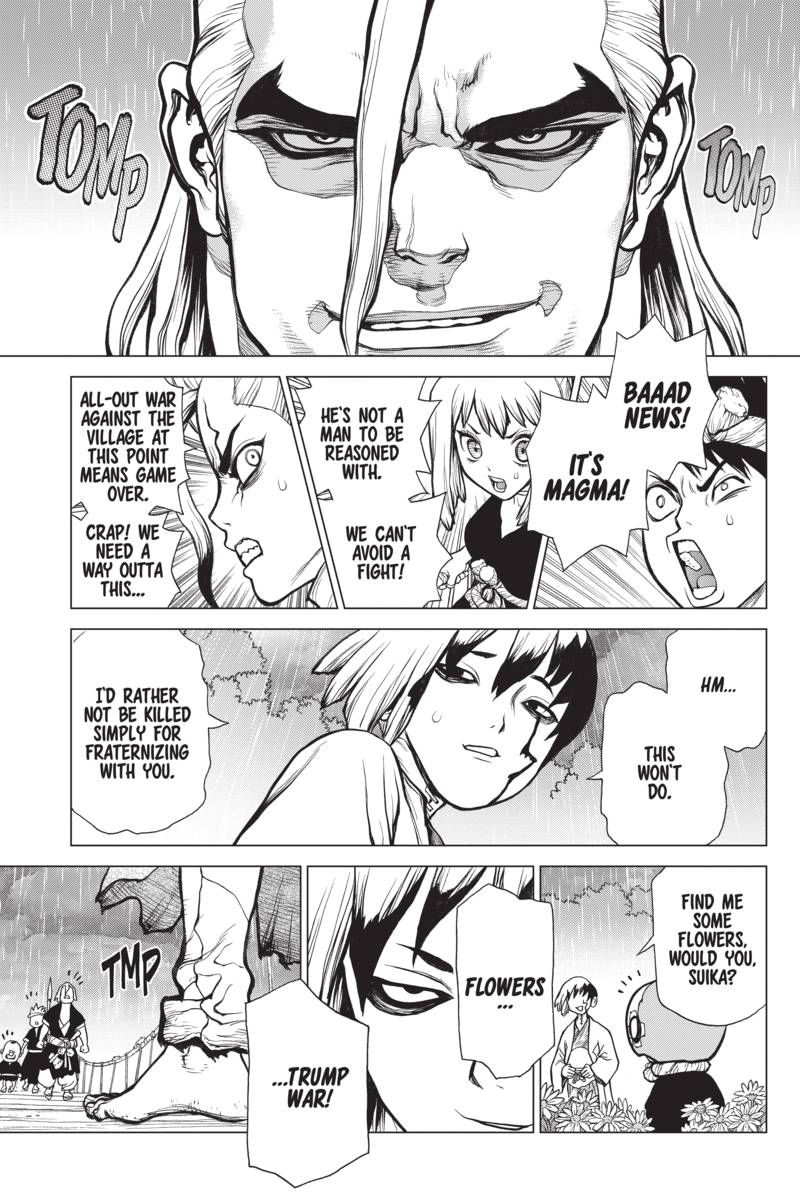 TOMP
TOMP
BAAAD
NEWS!
IT'S
MAGMA!
HE'S NOT A
MAN TO BE
REASONED
WITH.
WE CAN'T
AVOID A
FIGHT!
ALL-OUT WAR
AGAINST THE
VILLAGE AT
THIS POINT
MEANS GAME
OVER.
CRAP! WE
NEED A
WAY OUTTA
THIS...
HM...
THIS
WON'T
DO.
I'D RATHER
NOT BE KILLED
SIMPLY FOR
FRATERNIZING
WITH YOU.
FIND ME
SOME
FLOWERS,
WOULD YOU,
SUIKA?
FLOWERS
...
...TRUMP
WAR!
TMP